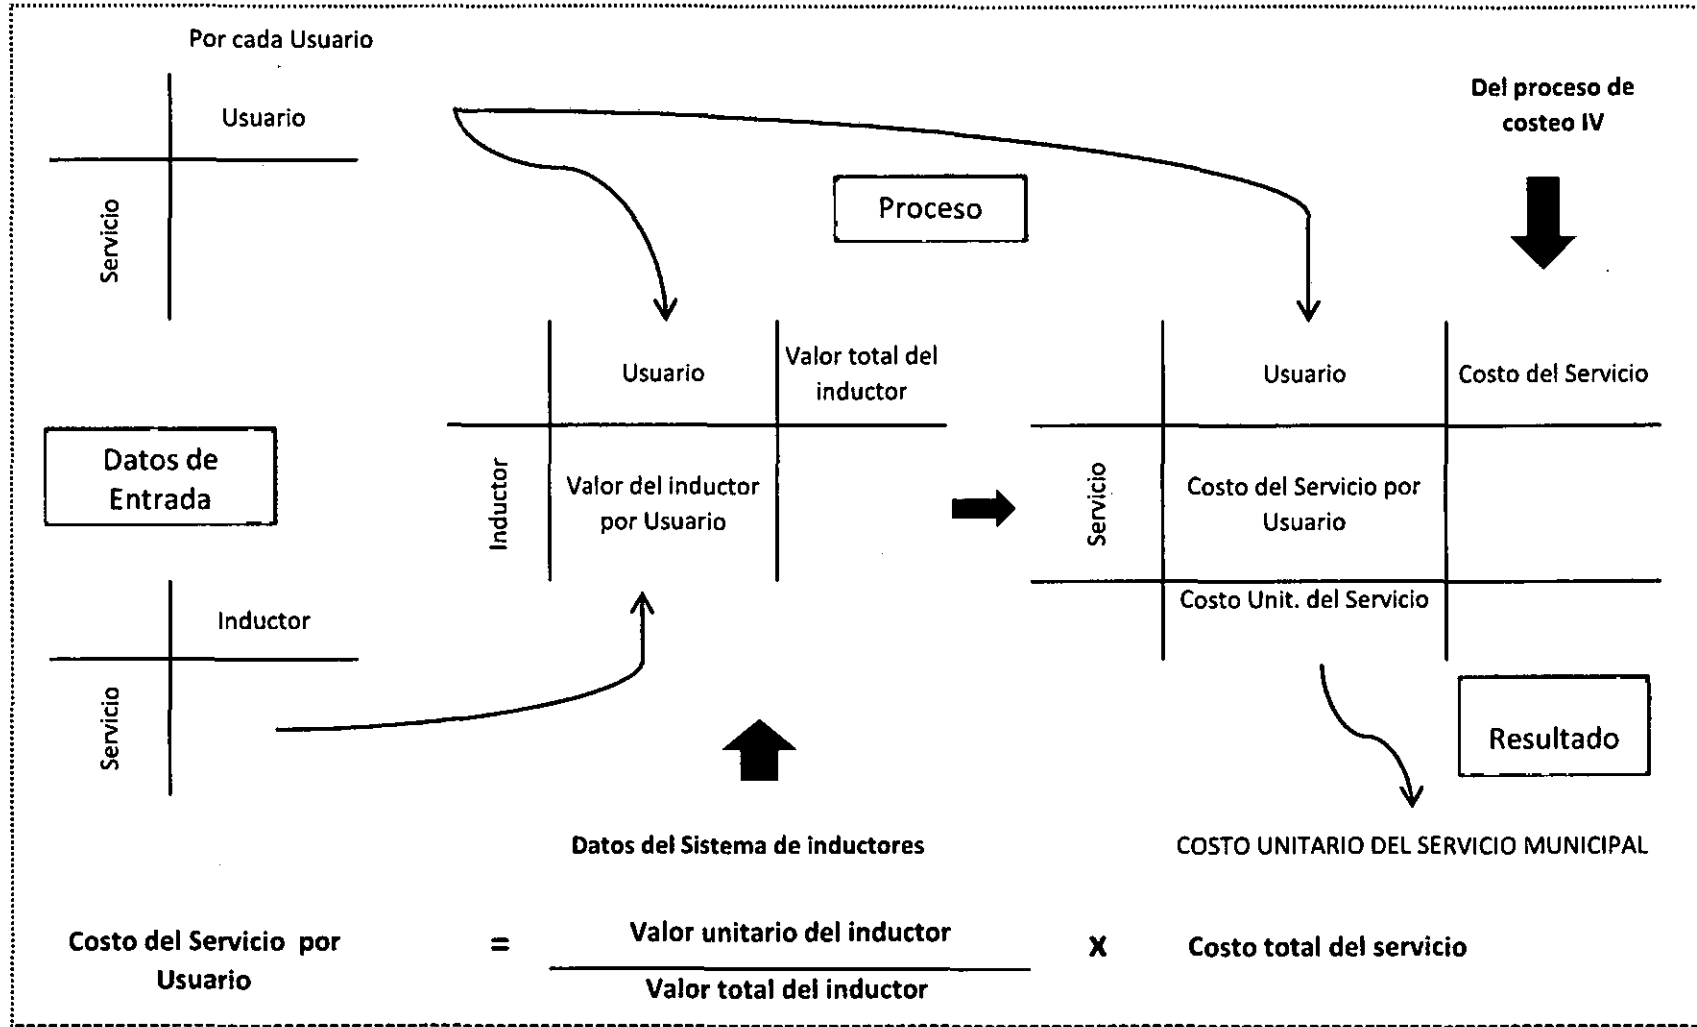 Por cada Usuario
Usuario
Servicio
Del proceso de
costeo IV
Proceso
Usuario
Valor total del
inductor
Inductor
Valor del inductor
por Usuario
Usuario
Costo del Servicio
Servicio
Costo del Servicio por
Usuario
Costo Unit. del Servicio
Datos de
Entrada
Inductor
Servicio
Resultado
Datos del Sistema de inductores
COSTO UNITARIO DEL SERVICIO MUNICIPAL
Costo del Servicio por
Usuario
=
Valor unitario del inductor
Valor total del inductor
X
Costo total del servicio